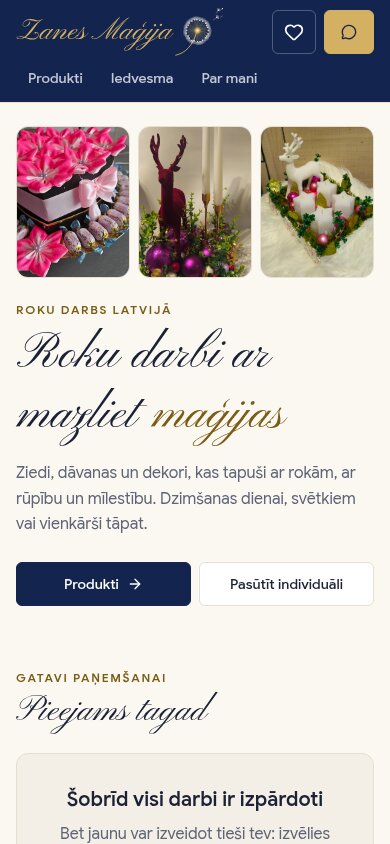 Zanes Maģija
Produkti Iedvesma Par mani
ROKU DARBS LATVIJĀ
Roku darbi ar
mazliet maģijas
Ziedi, dāvanas un dekori, kas tapuši ar rokām, ar
rūpību un mīlestību. Dzimšanas dienai, svētkiem
vai vienkārši tāpat.
Produkti → Pasūtīt individuāli
GATAVI PAŅEMŠANAI
Pieejams tagad
Šobrīd visi darbi ir izpārdoti
Bet jaunu var izveidot tieši tev: izvēlies